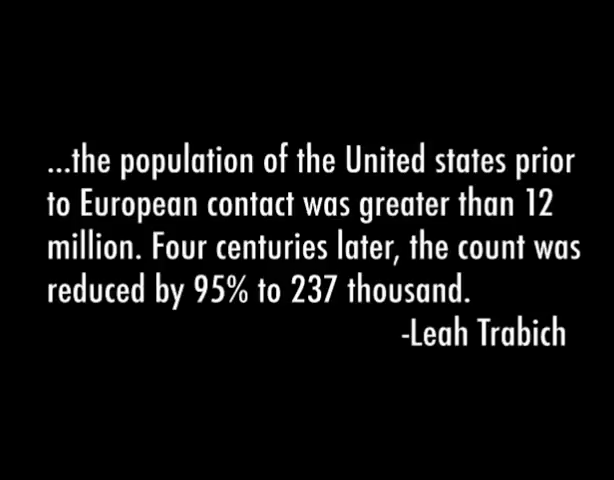 ...the population of the United states prior
to European contact was greater than 12
million. Four centuries later, the count was
reduced by 95% to 237 thousand.
-Leah Trabich